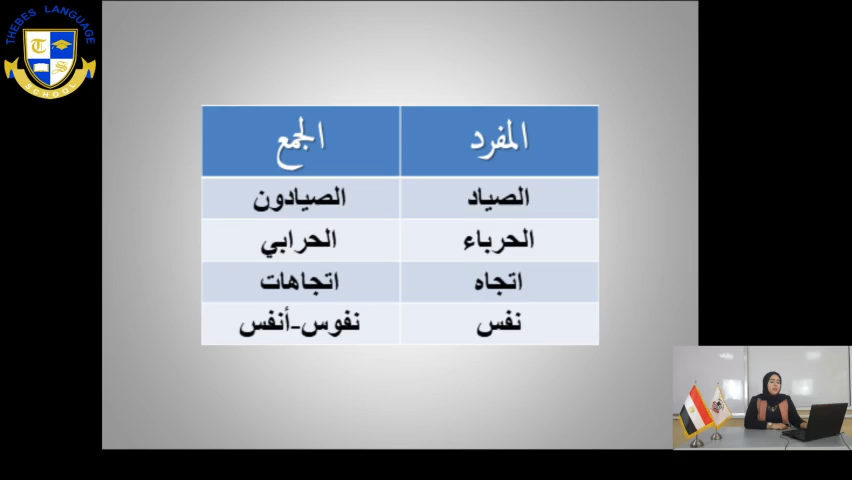 THEBES LANGUAGE
SCHOOL
المفرد الجمع
الصياد الصيادون
الحرباء الحرابي
اتجاه اتجاهات
نفس نفوس-أنفس